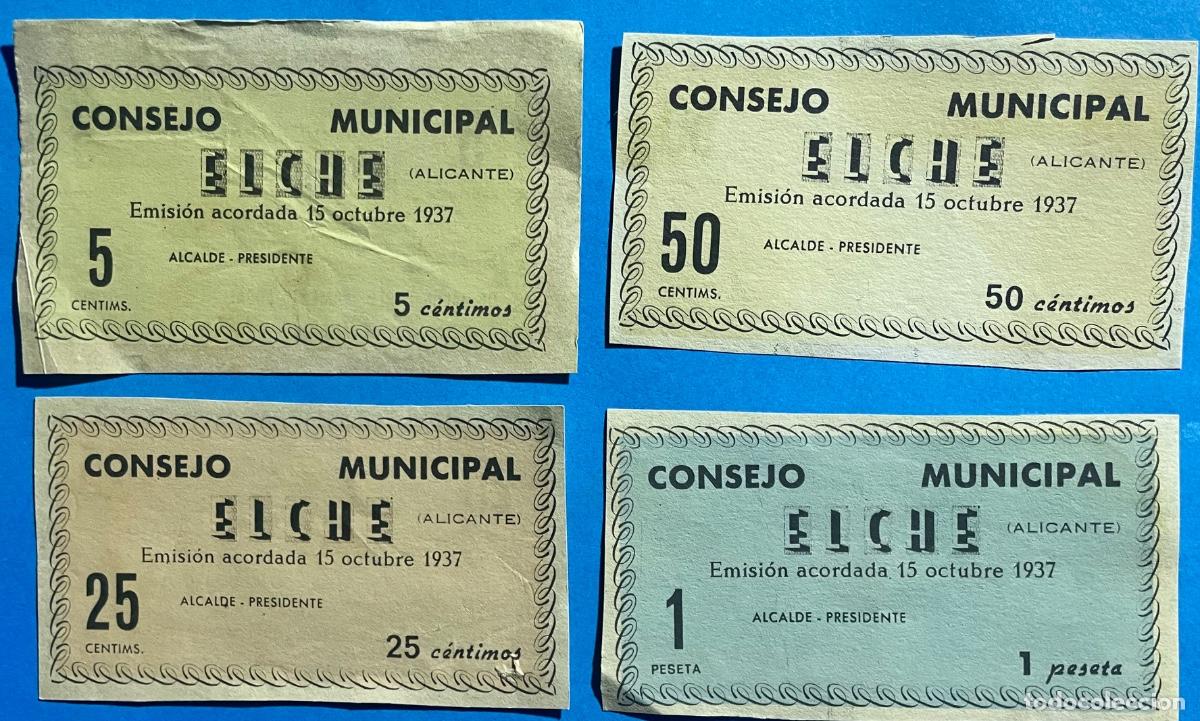 CONSEJO MUNICIPAL
ELCHE (ALICANTE)
Emisión acordada 15 octubre 1937
5 ALCALDE - PRESIDENTE
CENTIMS. 5 céntimos
CONSEJO MUNICIPAL
ELCHE (ALICANTE)
Emisión acordada 15 octubre 1937
50 ALCALDE - PRESIDENTE
CENTIMS. 50 céntimos
CONSEJO MUNICIPAL
ELCHE (ALICANTE)
Emisión acordada 15 octubre 1937
25 ALCALDE - PRESIDENTE
CENTIMS. 25 céntimos
CONSEJO MUNICIPAL
ELCHE (ALICANTE)
Emisión acordada 15 octubre 1937
1 ALCALDE - PRESIDENTE
PESETA 1 peseta
todocoleccion